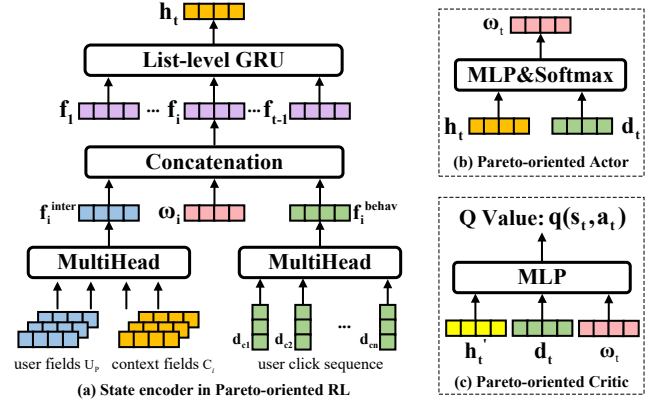 h_t
List-level GRU
f_1 ... f_i ... f_t-1
Concatenation
f_i^inter ω_i f_i^behav
MultiHead MultiHead
d_c1 d_c2 ... d_cn
user fields U_P context fields C_i user click sequence
(a) State encoder in Pareto-oriented RL
ω_t
MLP&Softmax
h_t d_t
(b) Pareto-oriented Actor
Q Value: q(s_t,a_t)
MLP
h_t' d_t ω_t
(c) Pareto-oriented Critic